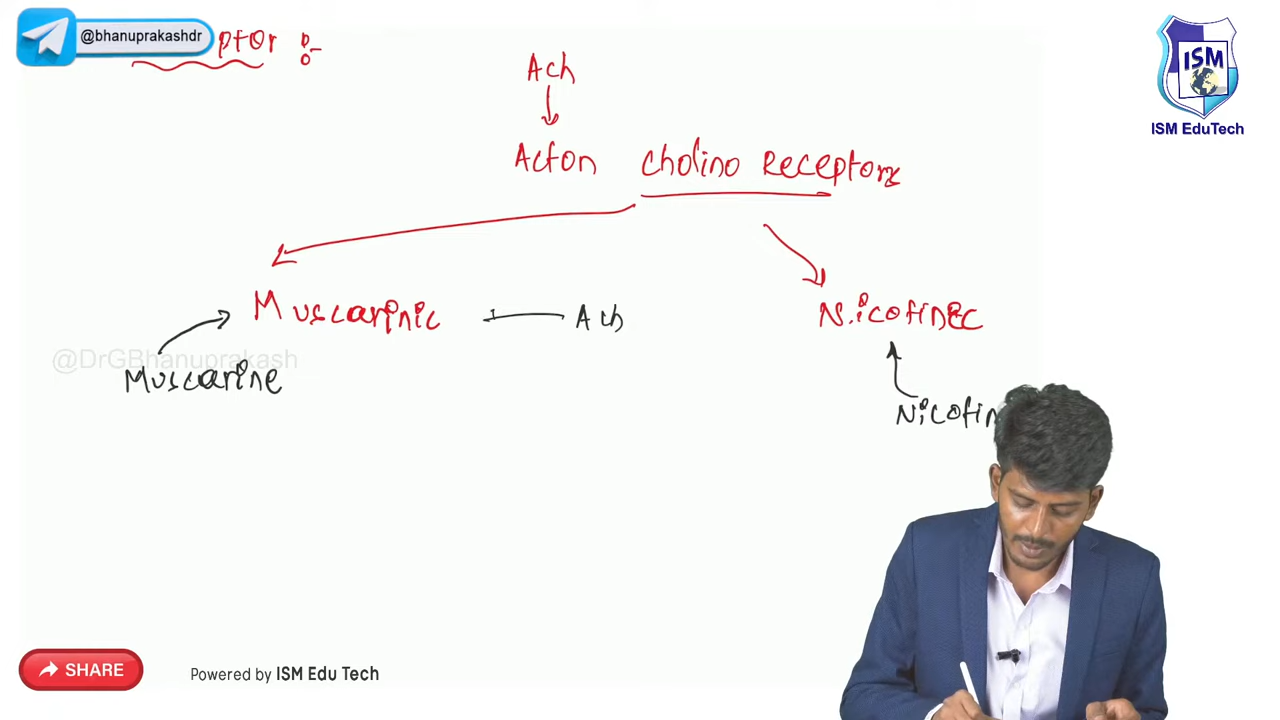 @bhanuprakashdr
ptor :-
Ach
Acton Cholino Receptors
Muscarinic
Ach
Nicotinic
@DrGBhanuprakash
Muscarine
Nicotin
ISM
ISM EduTech
SHARE
Powered by ISM Edu Tech